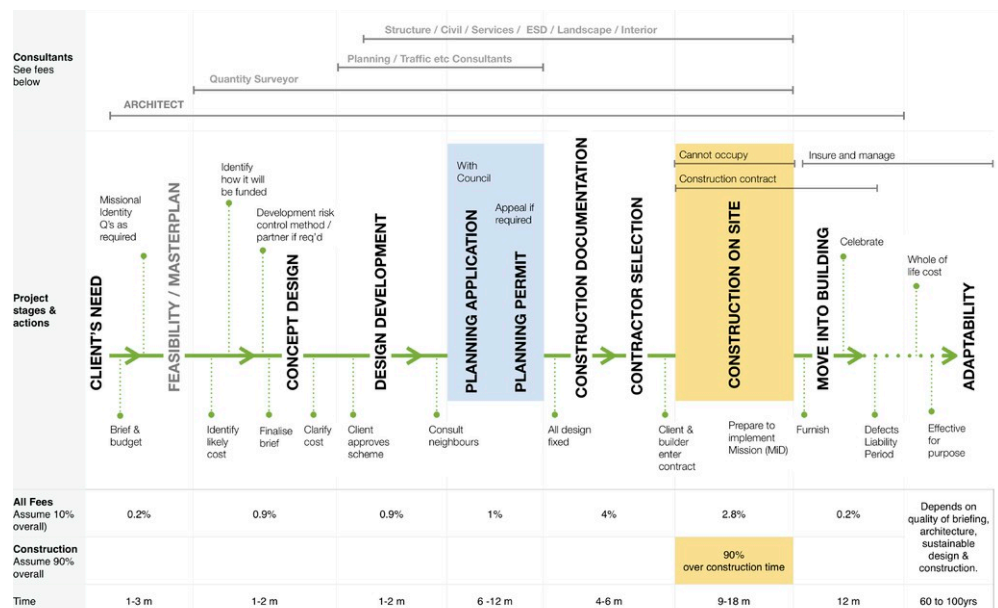 Structure / Civil / Services / ESD / Landscape / Interior
Consultants
See fees
below
Planning / Traffic etc Consultants
Quantity Surveyor
ARCHITECT
Project
stages &
actions
CLIENT'S NEED
Missional
Identity
Q's as
required
FEASIBILITY / MASTERPLAN
Identify
how it will
be funded
Development risk
control method /
partner if req'd
CONCEPT DESIGN
DESIGN DEVELOPMENT
With
Council
PLANNING APPLICATION
Appeal if
required
PLANNING PERMIT
CONSTRUCTION DOCUMENTATION
CONTRACTOR SELECTION
Cannot occupy
Construction contract
CONSTRUCTION ON SITE
Insure and manage
MOVE INTO BUILDING
Celebrate
Whole of
life cost
ADAPTABILITY
Brief &
budget
Identify
likely
cost
Finalise
brief
Clarify
cost
Client
approves
scheme
Consult
neighbours
All design
fixed
Client &
builder
enter
contract
Prepare to
implement
Mission (MiD)
Furnish
Defects
Liability
Period
Effective
for
purpose
All Fees
Assume 10%
overall)
0.2%
0.9%
0.9%
1%
4%
2.8%
0.2%
Depends on
quality of briefing,
architecture,
sustainable
design &
construction.
Construction
Assume 90%
overall
90%
over construction time
Time
1-3 m
1-2 m
1-2 m
6 -12 m
4-6 m
9-18 m
12 m
60 to 100yrs